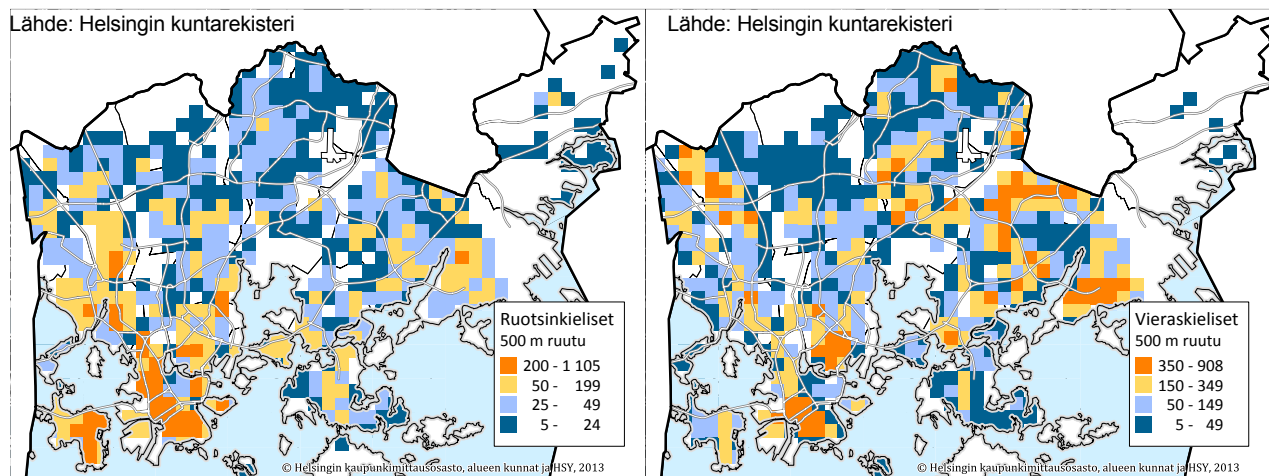 Lähde: Helsingin kuntarekisteri
Ruotsinkieliset
500 m ruutu
200 - 1 105
50 - 199
25 - 49
5 - 24
© Helsingin kaupunkimittausosasto, alueen kunnat ja HSY, 2013
Lähde: Helsingin kuntarekisteri
Vieraskieliset
500 m ruutu
350 - 908
150 - 349
50 - 149
5 - 49
© Helsingin kaupunkimittausosasto, alueen kunnat ja HSY, 2013